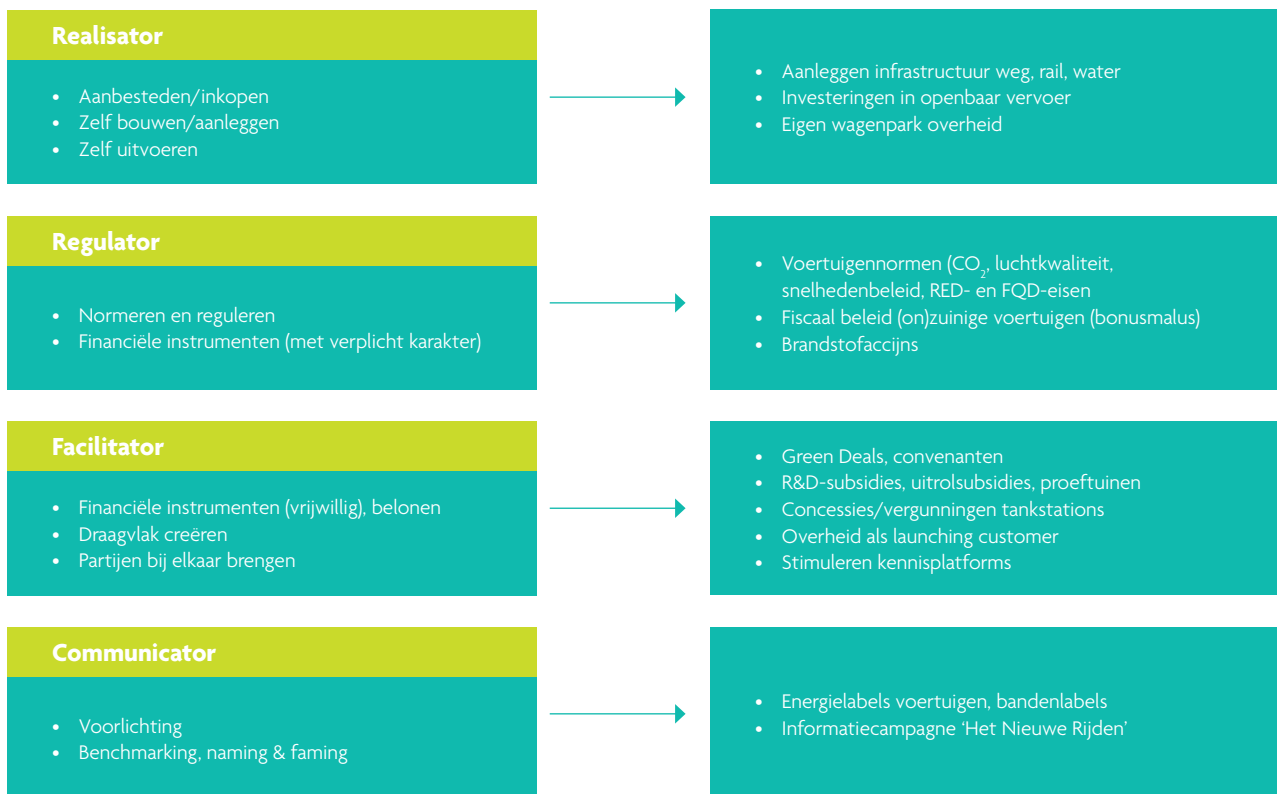 Realisator
• Aanbesteden/inkopen
• Zelf bouwen/aanleggen
• Zelf uitvoeren
• Aanleggen infrastructuur weg, rail, water
• Investeringen in openbaar vervoer
• Eigen wagenpark overheid
Regulator
• Normeren en reguleren
• Financiële instrumenten (met verplicht karakter)
• Voertuigennormen (CO₂, luchtkwaliteit,
snelhedenbeleid, RED- en FQD-eisen
• Fiscaal beleid (on)zuinige voertuigen (bonusmalus)
• Brandstofaccijns
Facilitator
• Financiële instrumenten (vrijwillig), belonen
• Draagvlak creëren
• Partijen bij elkaar brengen
• Green Deals, convenanten
• R&D-subsidies, uitrolsubsidies, proeftuinen
• Concessies/vergunningen tankstations
• Overheid als launching customer
• Stimuleren kennisplatforms
Communicator
• Voorlichting
• Benchmarking, naming & faming
• Energielabels voertuigen, bandenlabels
• Informatiecampagne ‘Het Nieuwe Rijden’